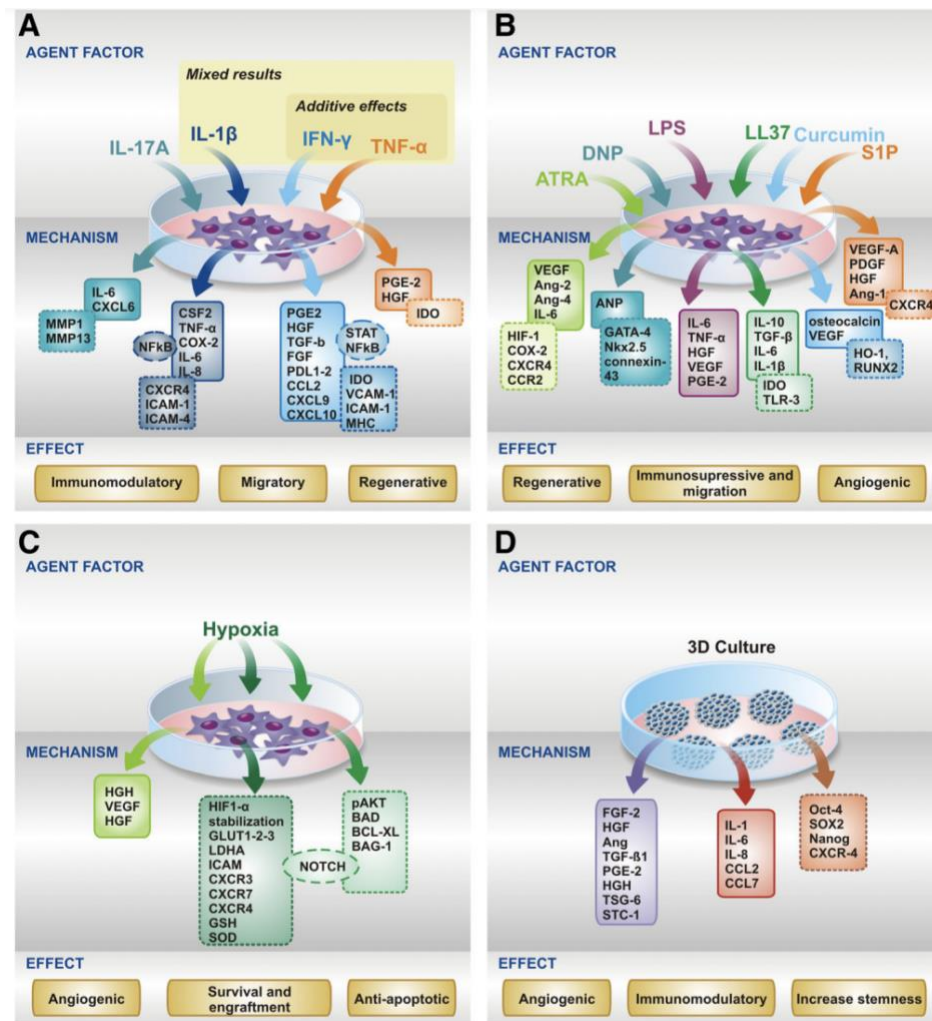 A
AGENT FACTOR
Mixed results
Additive effects
IL-17A
IL-1β
IFN-γ
TNF-α
MECHANISM
IL-6
CXCL6
MMP1
MMP13
NFkB
CSF2
TNF-α
COX-2
IL-6
IL-8
CXCR4
ICAM-1
ICAM-4
PGE2
HGF
TGF-b
FGF
PDL1-2
CCL2
CXCL9
CXCL10
STAT
NFkB
IDO
VCAM-1
ICAM-1
MHC
PGE-2
HGF
IDO
EFFECT
Immunomodulatory
Migratory
Regenerative
B
AGENT FACTOR
ATRA
DNP
LPS
LL37
Curcumin
S1P
MECHANISM
VEGF
Ang-2
Ang-4
IL-6
HIF-1
COX-2
CXCR4
CCR2
ANP
GATA-4
Nkx2.5
connexin-
43
IL-6
TNF-α
HGF
VEGF
PGE-2
IL-10
TGF-β
IL-6
IL-1β
IDO
TLR-3
osteocalcin
VEGF
HO-1,
RUNX2
VEGF-A
PDGF
HGF
Ang-1
CXCR4
EFFECT
Regenerative
Immunosupressive and
migration
Angiogenic
C
AGENT FACTOR
Hypoxia
MECHANISM
HGH
VEGF
HGF
HIF1-α
stabilization
GLUT1-2-3
LDHA
ICAM
CXCR3
CXCR7
CXCR4
GSH
SOD
NOTCH
pAKT
BAD
BCL-XL
BAG-1
EFFECT
Angiogenic
Survival and
engraftment
Anti-apoptotic
D
AGENT FACTOR
3D Culture
MECHANISM
FGF-2
HGF
Ang
TGF-ß1
PGE-2
HGH
TSG-6
STC-1
IL-1
IL-6
IL-8
CCL2
CCL7
Oct-4
SOX2
Nanog
CXCR-4
EFFECT
Angiogenic
Immunomodulatory
Increase stemness